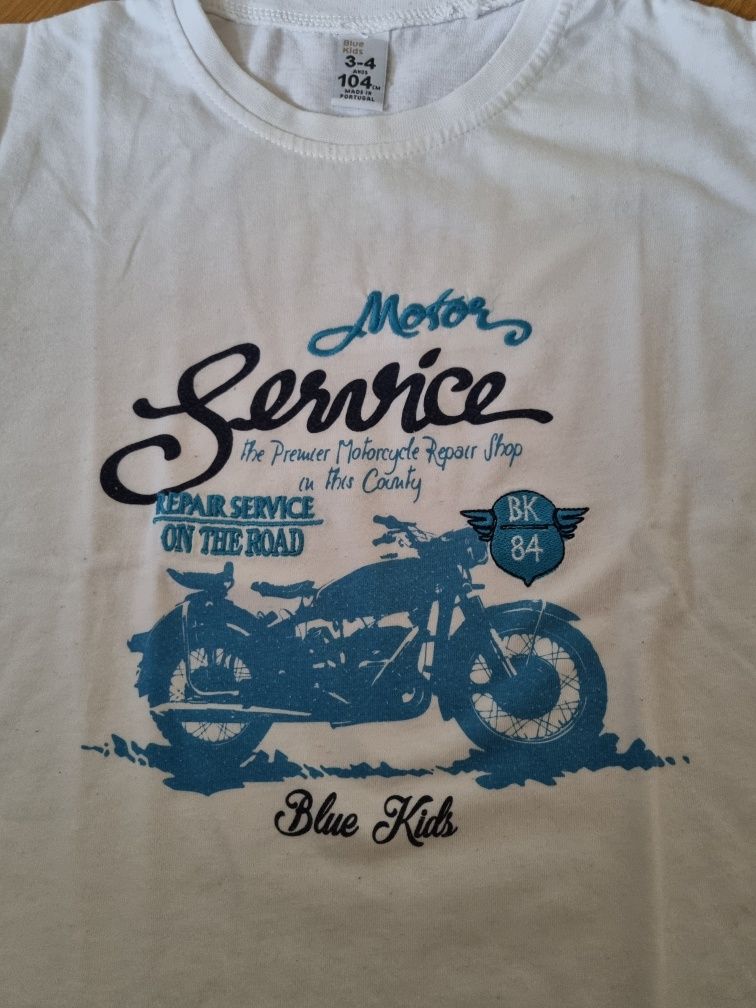 Blue
Kids
3-4
ANOS
104 CM
MADE IN
PORTUGAL
Motor
Service
the Premier Motorcycle Repair Shop
in this County
REPAIR SERVICE
ON THE ROAD
BK
84
Blue Kids